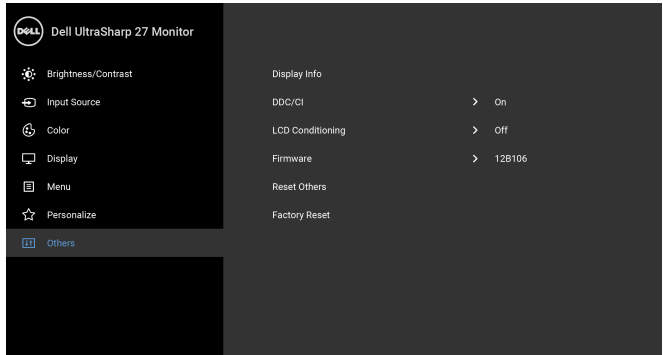 DELL Dell UltraSharp 27 Monitor
Brightness/Contrast
Input Source
Color
Display
Menu
Personalize
Others
Display Info
DDC/CI On
LCD Conditioning Off
Firmware 12B106
Reset Others
Factory Reset